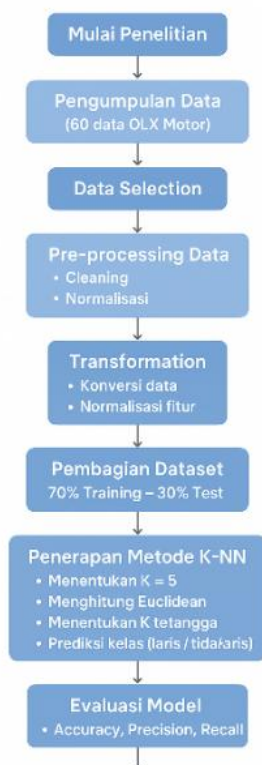 Mulai Penelitian
Pengumpulan Data
(60 data OLX Motor)
Data Selection
Pre-processing Data
• Cleaning
• Normalisasi
Transformation
• Konversi data
• Normalisasi fitur
Pembagian Dataset
70% Training – 30% Test
Penerapan Metode K-NN
• Menentukan K = 5
• Menghitung Euclidean
• Menentukan K tetangga
• Prediksi kelas (laris / tidakaris)
Evaluasi Model
• Accuracy, Precision, Recall